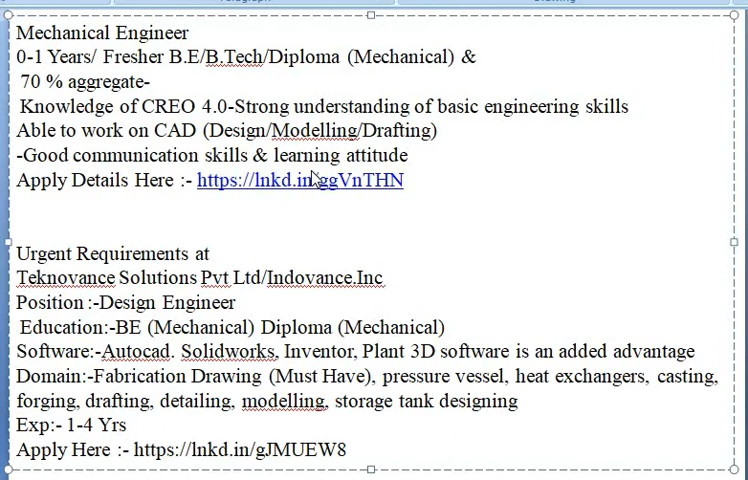 Mechanical Engineer
0-1 Years/ Fresher B.E/B.Tech/Diploma (Mechanical) &
70 % aggregate-
Knowledge of CREO 4.0-Strong understanding of basic engineering skills
Able to work on CAD (Design/Modelling/Drafting)
-Good communication skills & learning attitude
Apply Details Here :- https://lnkd.in/ggVnTHN
Urgent Requirements at
Teknovance Solutions Pvt Ltd/Indovance.Inc
Position :-Design Engineer
Education:-BE (Mechanical) Diploma (Mechanical)
Software:-Autocad. Solidworks, Inventor, Plant 3D software is an added advantage
Domain:-Fabrication Drawing (Must Have), pressure vessel, heat exchangers, casting,
forging, drafting, detailing, modelling, storage tank designing
Exp:- 1-4 Yrs
Apply Here :- https://lnkd.in/gJMUEW8